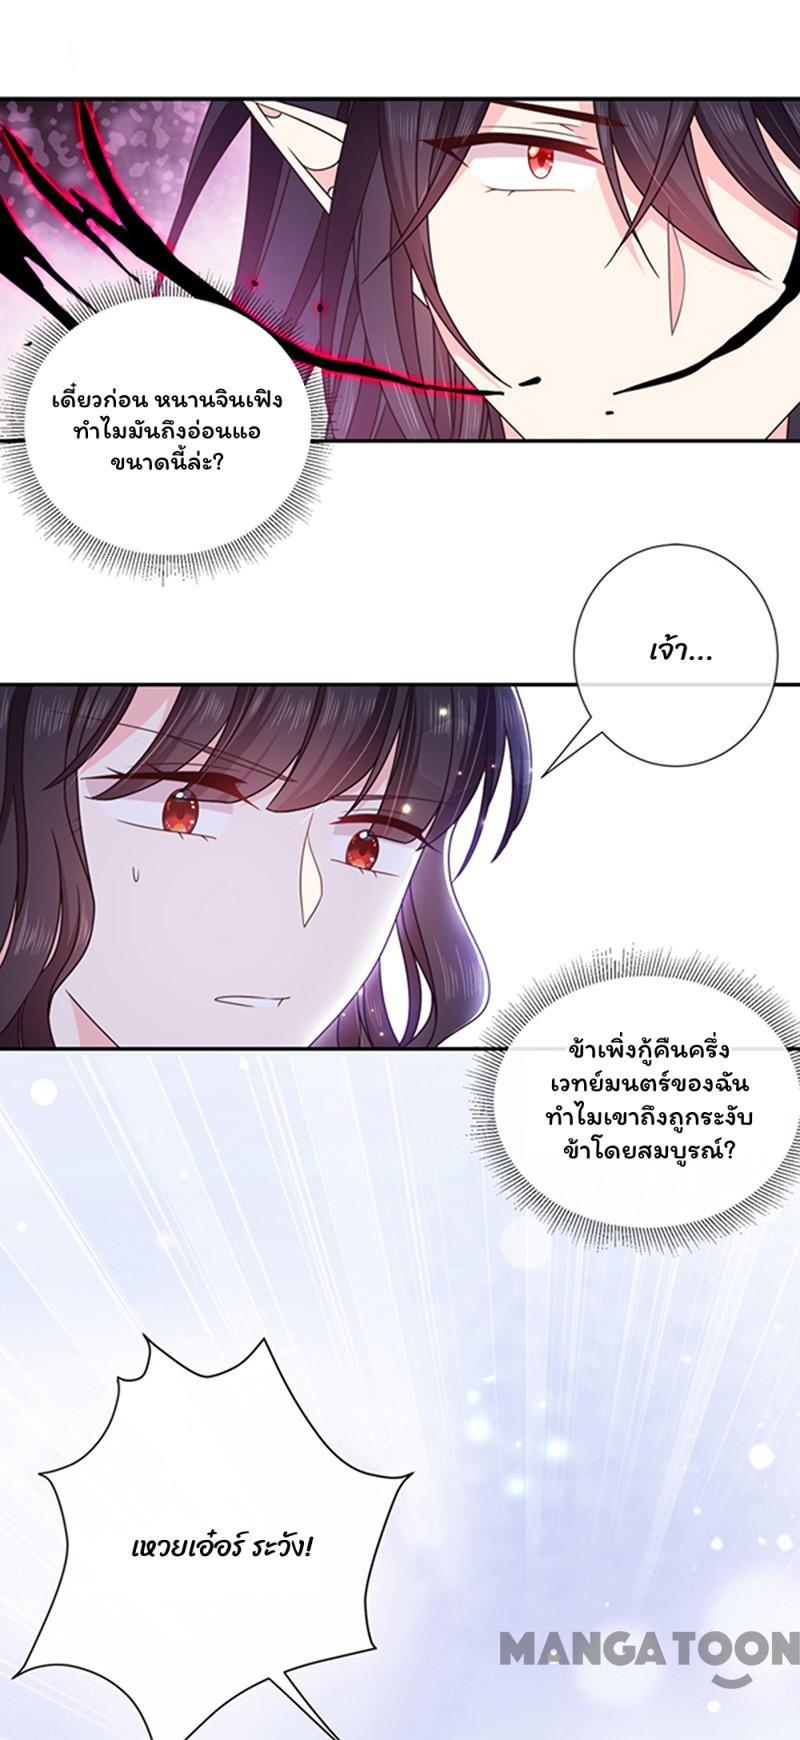 เดี๋ยวก่อน หนานจินเฟิง
ทำไมมันถึงอ่อนแอ
ขนาดนี้ล่ะ?
เจ้า...
ข้าเพิ่งกู้คืนครึ่ง
เวทย์มนตร์ของฉัน
ทำไมเขาถึงถูกระงับ
ข้าโดยสมบูรณ์?
เหวยเอ๋อร์ ระวัง!
MANGATOON